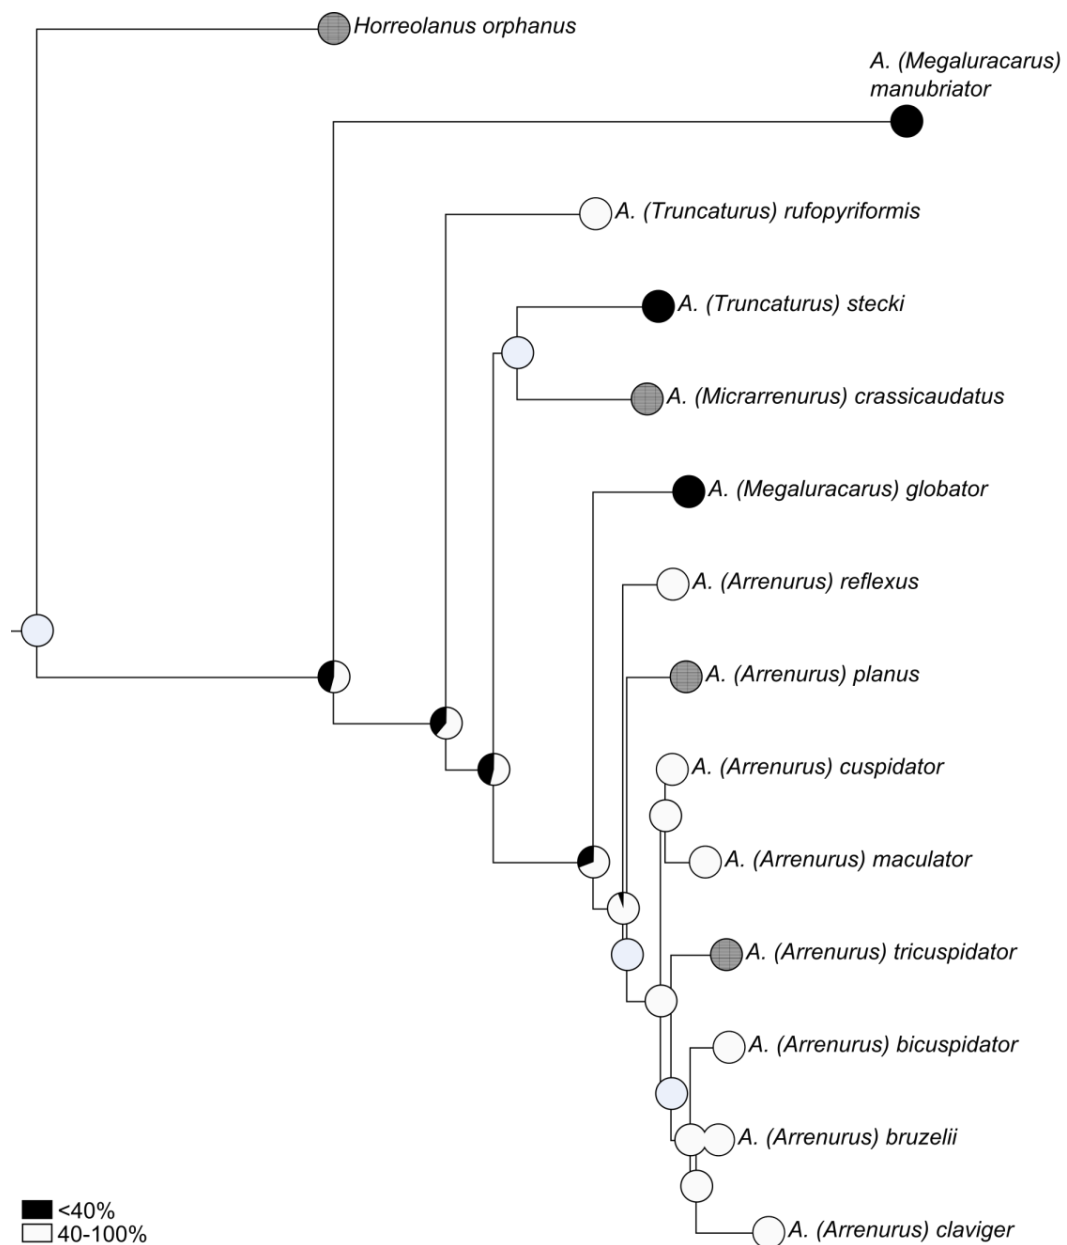 Horreolanus orphanus
A. (Megaluracarus)
manubriator
A. (Truncaturus) rufopyriformis
A. (Truncaturus) stecki
A. (Micrarrenurus) crassicaudatus
A. (Megaluracarus) globator
A. (Arrenurus) reflexus
A. (Arrenurus) planus
A. (Arrenurus) cuspidator
A. (Arrenurus) maculator
A. (Arrenurus) tricuspidator
A. (Arrenurus) bicuspidator
A. (Arrenurus) bruzelii
A. (Arrenurus) claviger
<40%
40-100%